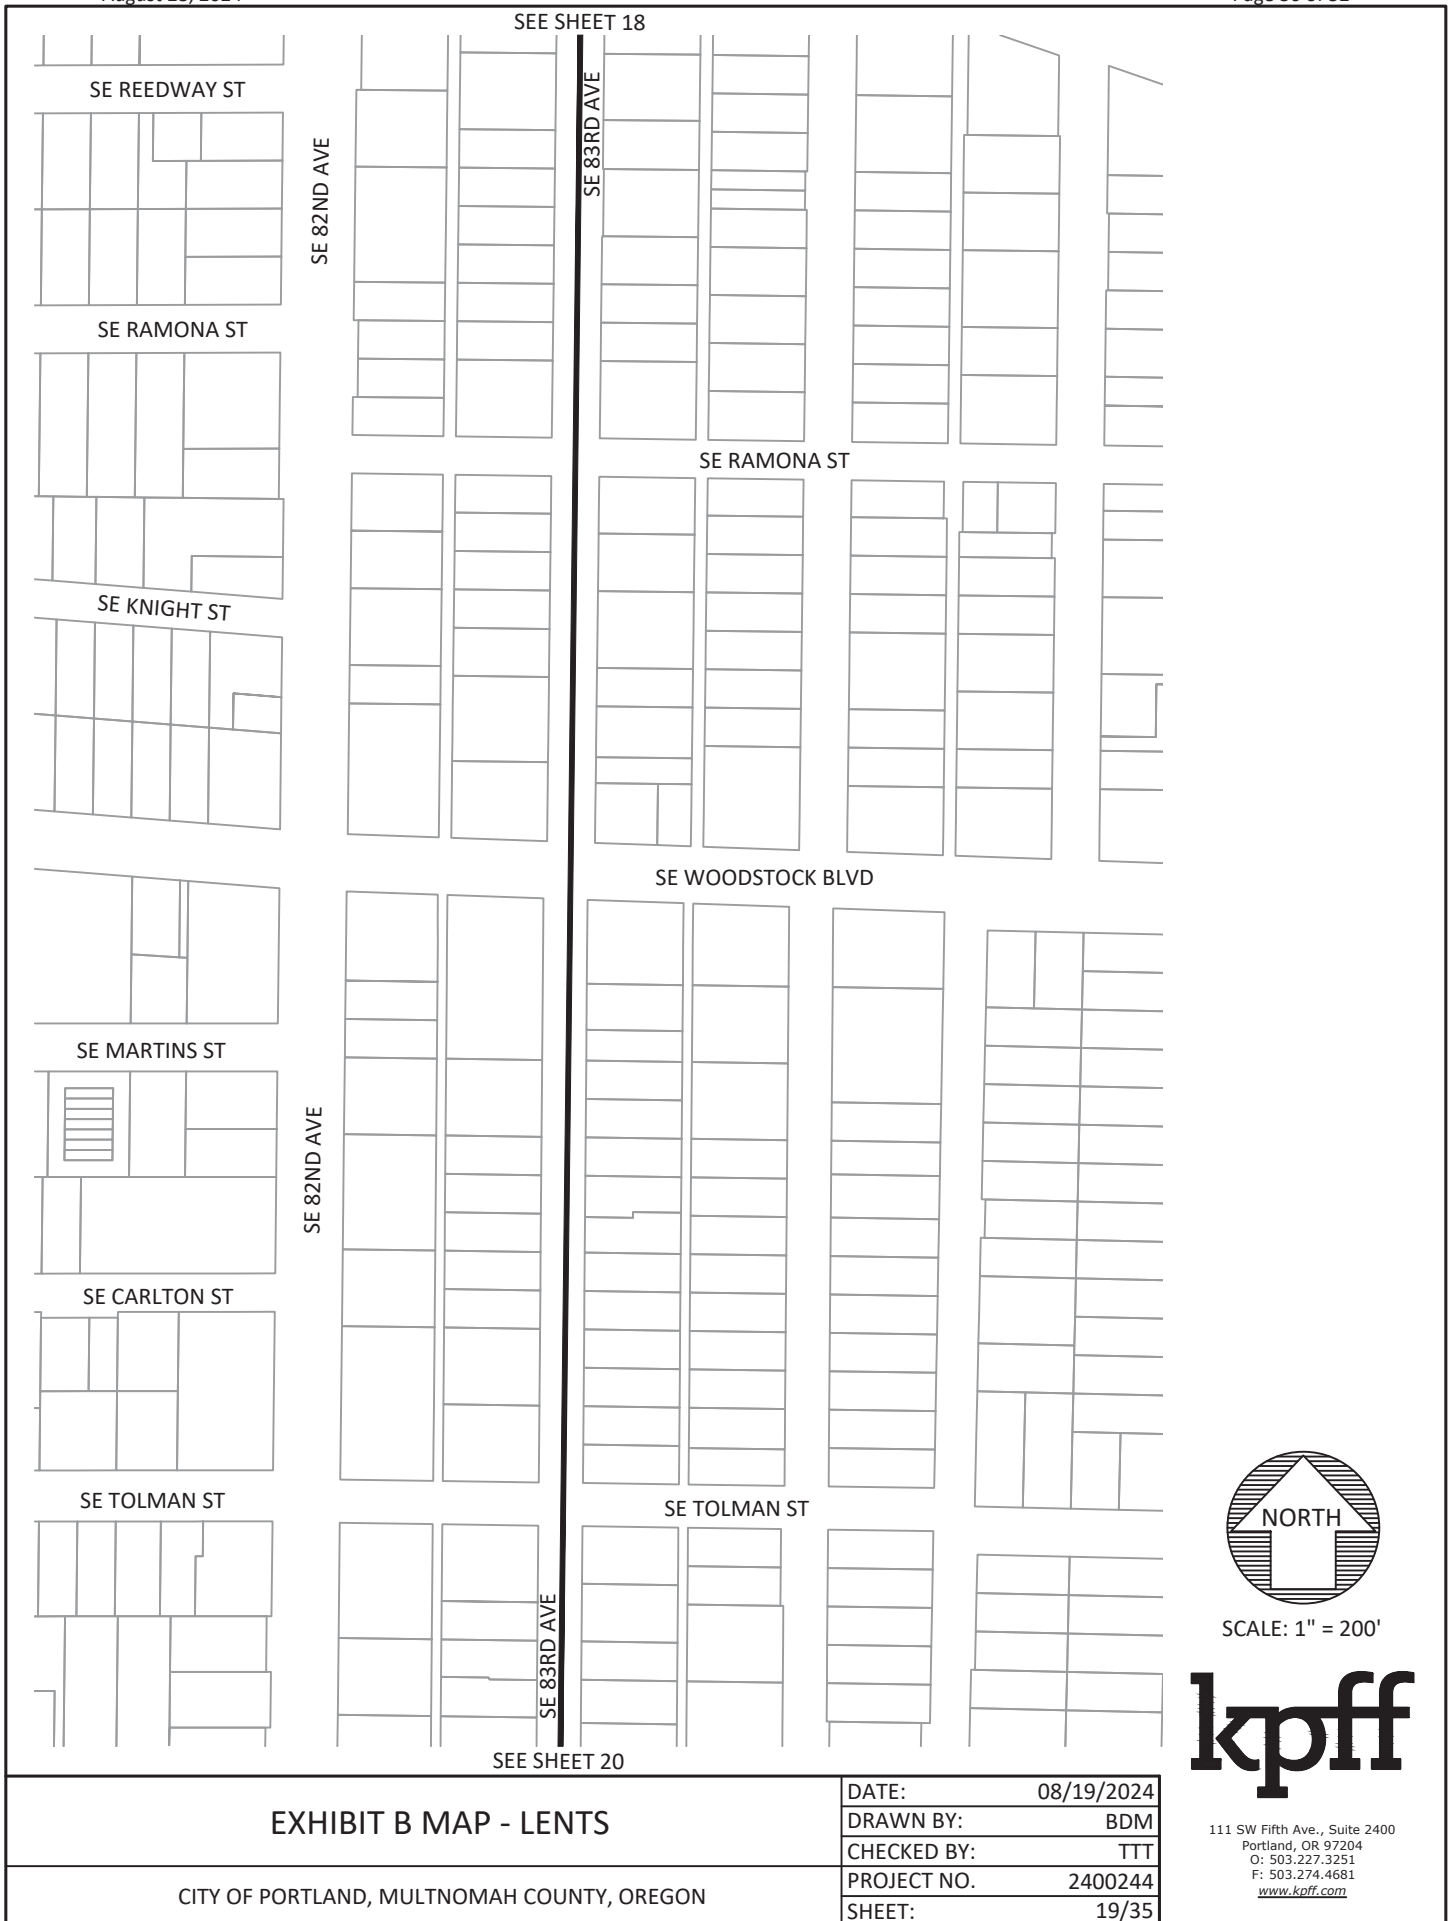 SEE SHEET 18
SE REEDWAY ST
SE 82ND AVE
SE 83RD AVE
SE RAMONA ST
SE RAMONA ST
SE KNIGHT ST
SE WOODSTOCK BLVD
SE MARTINS ST
SE 82ND AVE
SE CARLTON ST
SE TOLMAN ST
SE TOLMAN ST
SE 83RD AVE
SEE SHEET 20
NORTH
SCALE: 1" = 200'
kpff
111 SW Fifth Ave., Suite 2400
Portland, OR 97204
O: 503.227.3251
F: 503.274.4681
www.kpff.com
EXHIBIT B MAP - LENTS
CITY OF PORTLAND, MULTNOMAH COUNTY, OREGON
DATE: 08/19/2024
DRAWN BY: BDM
CHECKED BY: TTT
PROJECT NO. 2400244
SHEET: 19/35